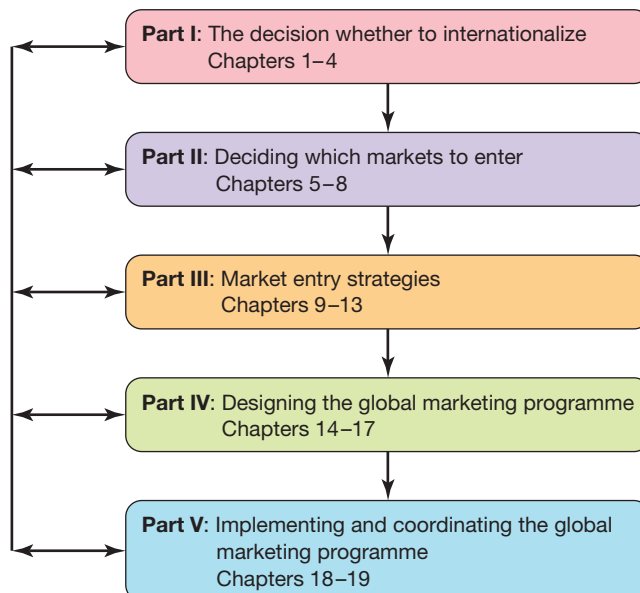 Part I: The decision whether to internationalize
Chapters 1–4
Part II: Deciding which markets to enter
Chapters 5–8
Part III: Market entry strategies
Chapters 9–13
Part IV: Designing the global marketing programme
Chapters 14–17
Part V: Implementing and coordinating the global
marketing programme
Chapters 18–19